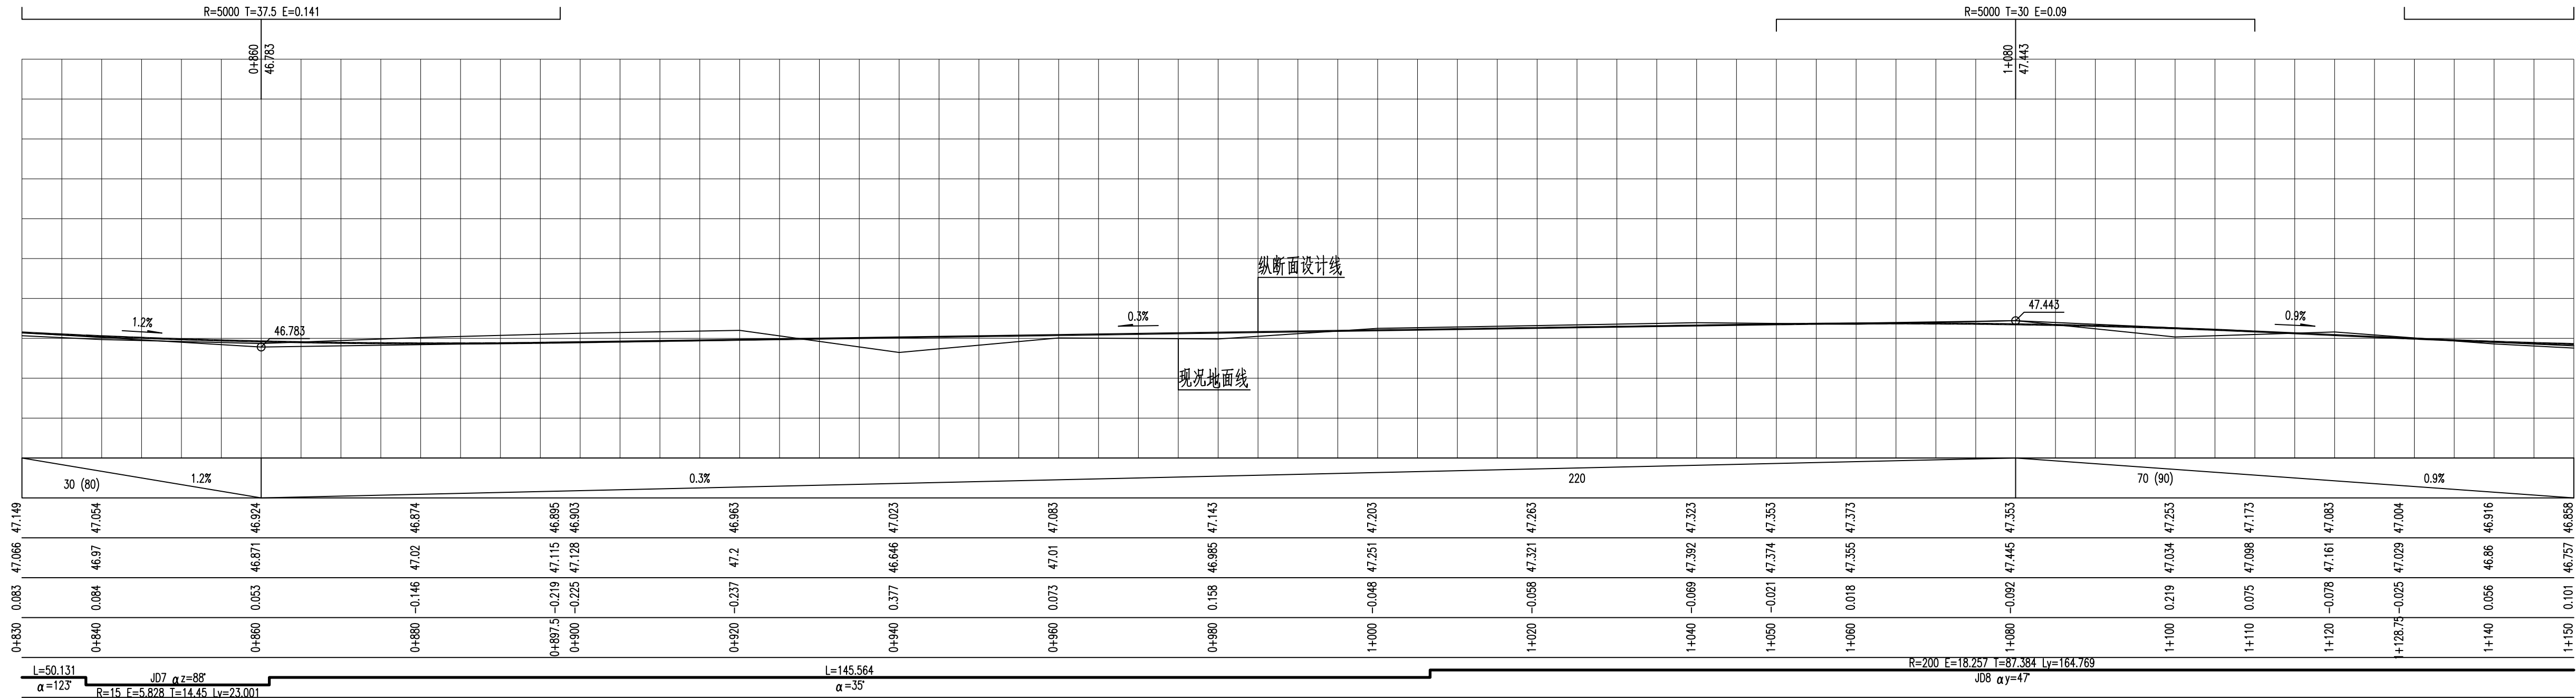 R=5000 T=37.5 E=0.141
R=5000 T=30 E=0.09
0+860
46.783
1+080
47.443
纵断面设计线
1.2%
46.783
0.3%
47.443
0.9%
现况地面线
30 (80)
1.2%
0.3%
220
70 (90)
0.9%
47.149 47.054 46.924 46.874 46.895 46.903 46.963 47.023 47.083 47.143 47.203 47.263 47.323 47.353 47.373 47.353 47.253 47.173 47.083 47.004 46.916 46.858
47.066 46.97 46.871 47.02 47.115 47.128 47.2 46.646 47.01 46.985 47.251 47.321 47.392 47.374 47.355 47.445 47.034 47.098 47.161 47.029 46.86 46.757
0.083 0.084 0.053 -0.146 -0.219 -0.225 -0.237 0.377 0.073 0.158 -0.048 -0.058 -0.069 -0.021 0.018 -0.092 0.219 0.075 -0.078 -0.025 0.056 0.101
0+830 0+840 0+860 0+880 0+897.5 0+900 0+920 0+940 0+960 0+980 1+000 1+020 1+040 1+050 1+060 1+080 1+100 1+110 1+120 1+128.75 1+140 1+150
L=50.131
α=123°
JD7 αz=88°
R=15 E=5.828 T=14.45 Ly=23.001
L=145.564
α=35°
R=200 E=18.257 T=87.384 Ly=164.769
JD8 αy=47°